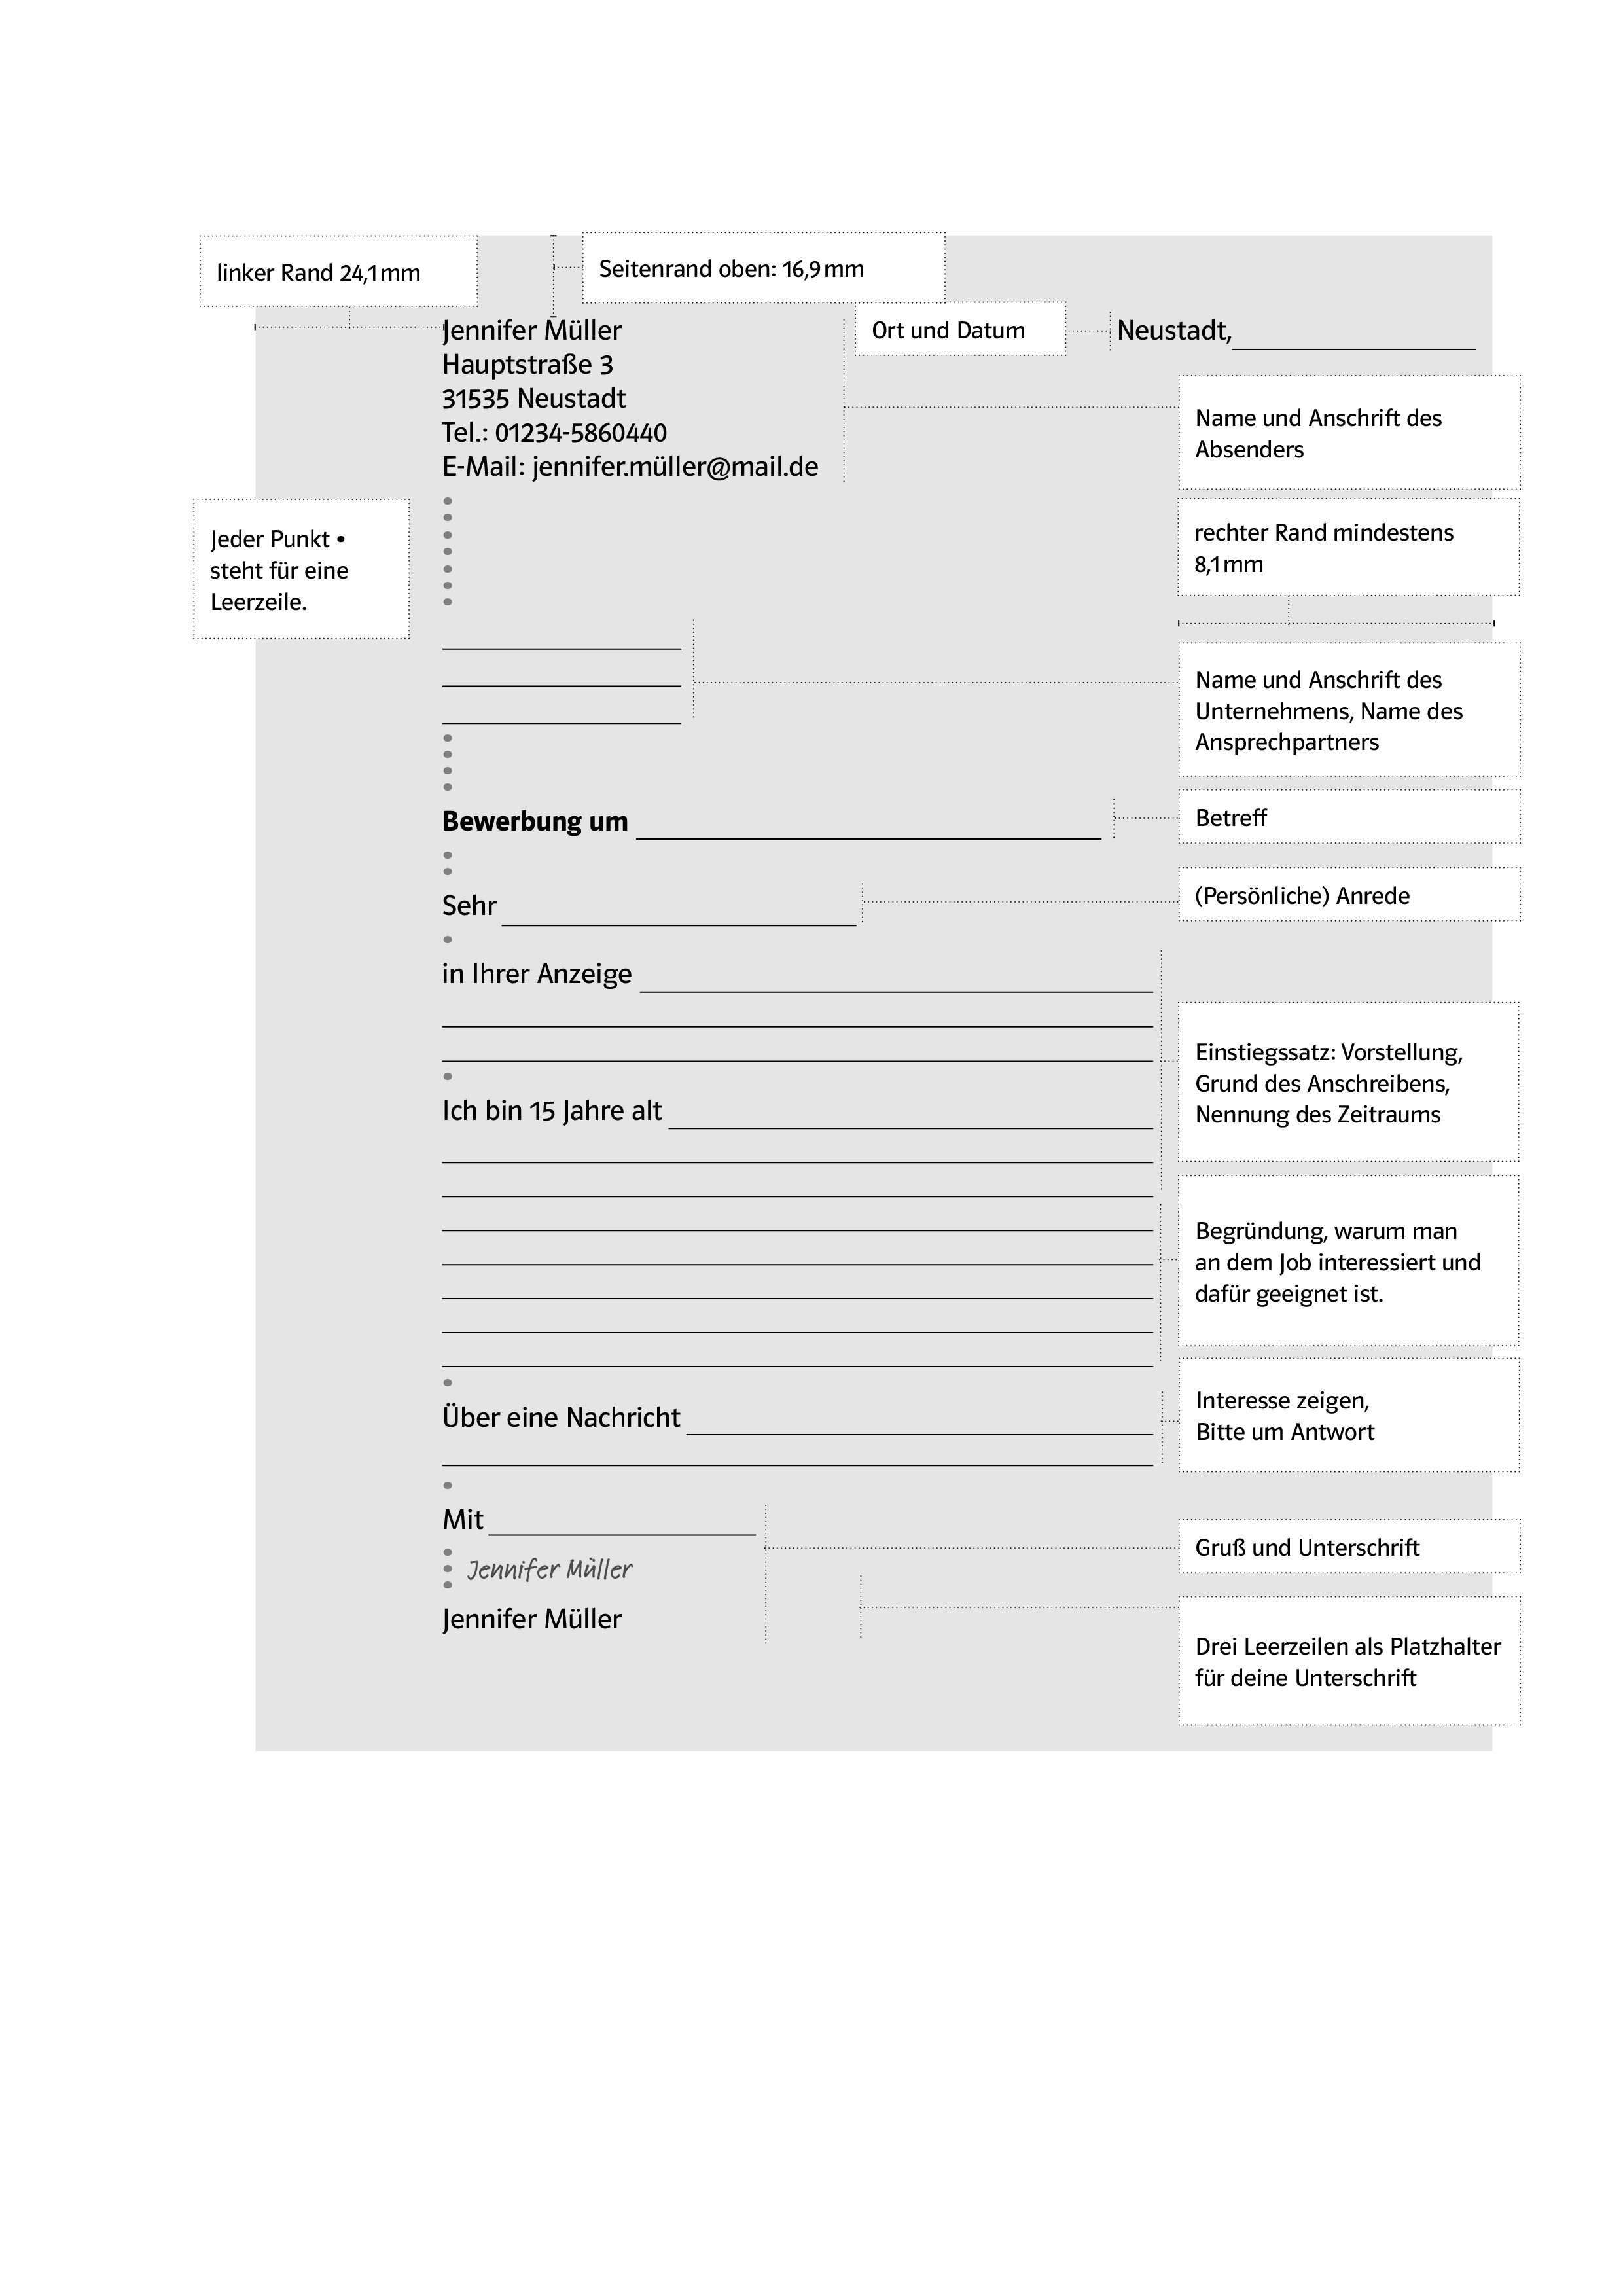 linker Rand 24,1 mm
Seitenrand oben: 16,9 mm
Jennifer Müller
Hauptstraße 3
31535 Neustadt
Tel.: 01234-5860440
E-Mail: jennifer.müller@mail.de
Ort und Datum
Neustadt,
Name und Anschrift des
Absenders
Jeder Punkt •
steht für eine
Leerzeile.
rechter Rand mindestens
8,1 mm
Name und Anschrift des
Unternehmens, Name des
Ansprechpartners
Bewerbung um
Betreff
Sehr
(Persönliche) Anrede
in Ihrer Anzeige
Einstiegssatz: Vorstellung,
Grund des Anschreibens,
Nennung des Zeitraums
Ich bin 15 Jahre alt
Begründung, warum man
an dem Job interessiert und
dafür geeignet ist.
Über eine Nachricht
Interesse zeigen,
Bitte um Antwort
Mit
Gruß und Unterschrift
Jennifer Müller
Jennifer Müller
Drei Leerzeilen als Platzhalter
für deine Unterschrift